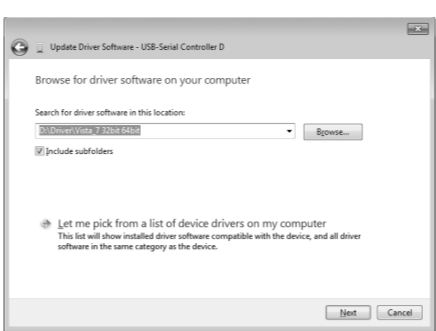 Update Driver Software - USB-Serial Controller D
Browse for driver software on your computer
Search for driver software in this location:
D:\Driver\Vista_7 32bit 64bit
Browse...
Include subfolders
Let me pick from a list of device drivers on my computer
This list will show installed driver software compatible with the device, and all driver
software in the same category as the device.
Next Cancel